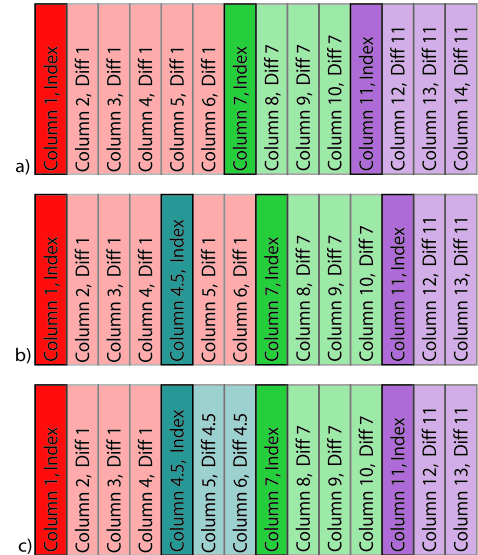 Column 1, Index
Column 2, Diff 1
Column 3, Diff 1
Column 4, Diff 1
Column 5, Diff 1
Column 6, Diff 1
Column 7, Index
Column 8, Diff 7
Column 9, Diff 7
Column 10, Diff 7
Column 11, Index
Column 12, Diff 11
Column 13, Diff 11
Column 14, Diff 11
a)
Column 1, Index
Column 2, Diff 1
Column 3, Diff 1
Column 4, Diff 1
Column 4.5, Index
Column 5, Diff 1
Column 6, Diff 1
Column 7, Index
Column 8, Diff 7
Column 9, Diff 7
Column 10, Diff 7
Column 11, Index
Column 12, Diff 11
Column 13, Diff 11
b)
Column 1, Index
Column 2, Diff 1
Column 3, Diff 1
Column 4, Diff 1
Column 4.5, Index
Column 5, Diff 4.5
Column 6, Diff 4.5
Column 7, Index
Column 8, Diff 7
Column 9, Diff 7
Column 10, Diff 7
Column 11, Index
Column 12, Diff 11
Column 13, Diff 11
c)